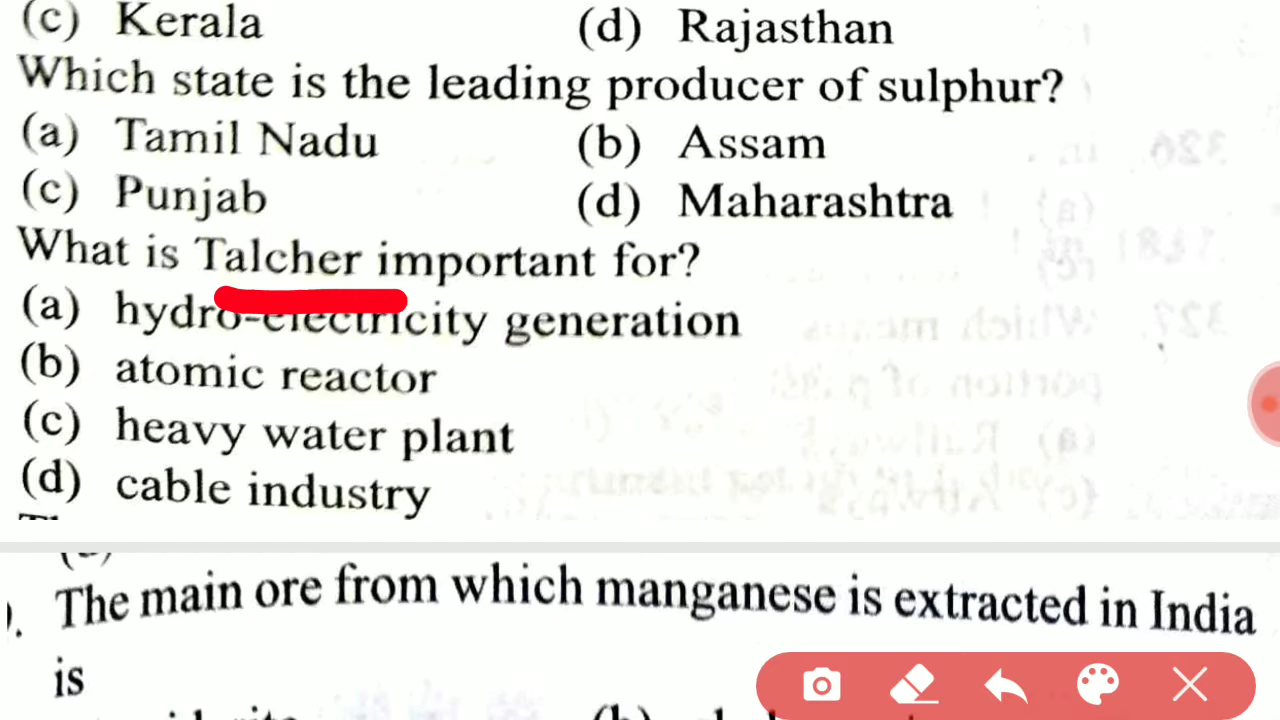 (c) Kerala (d) Rajasthan
Which state is the leading producer of sulphur?
(a) Tamil Nadu (b) Assam
(c) Punjab (d) Maharashtra
What is Talcher important for?
(a) hydro-electricity generation
(b) atomic reactor
(c) heavy water plant
(d) cable industry
The main ore from which manganese is extracted in India
is